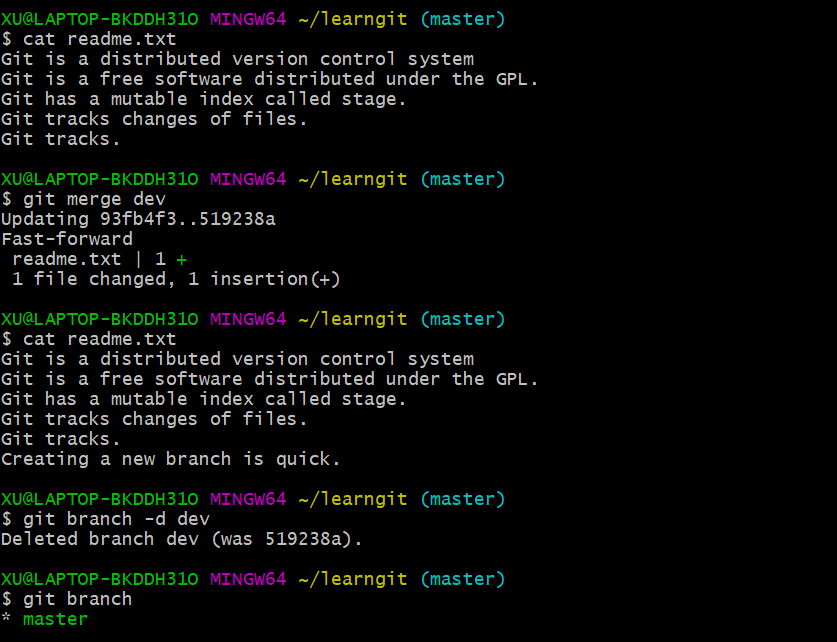 XU@LAPTOP-BKDDH31O MINGW64 ~/learngit (master)
$ cat readme.txt
Git is a distributed version control system
Git is a free software distributed under the GPL.
Git has a mutable index called stage.
Git tracks changes of files.
Git tracks.
XU@LAPTOP-BKDDH31O MINGW64 ~/learngit (master)
$ git merge dev
Updating 93fb4f3..519238a
Fast-forward
 readme.txt | 1 +
 1 file changed, 1 insertion(+)
XU@LAPTOP-BKDDH31O MINGW64 ~/learngit (master)
$ cat readme.txt
Git is a distributed version control system
Git is a free software distributed under the GPL.
Git has a mutable index called stage.
Git tracks changes of files.
Git tracks.
Creating a new branch is quick.
XU@LAPTOP-BKDDH31O MINGW64 ~/learngit (master)
$ git branch -d dev
Deleted branch dev (was 519238a).
XU@LAPTOP-BKDDH31O MINGW64 ~/learngit (master)
$ git branch
* master